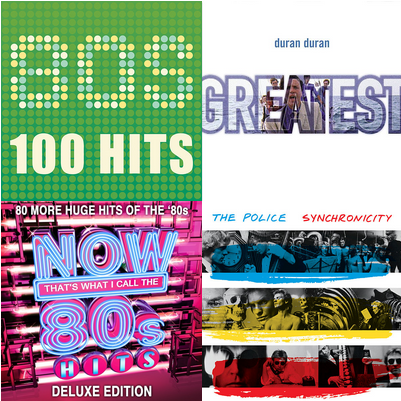 80S
100 HITS
duran duran
GREATEST
80 MORE HUGE HITS OF THE '80s
NOW
THAT'S WHAT I CALL THE
80s
HITS
DELUXE EDITION
THE POLICE SYNCHRONICITY